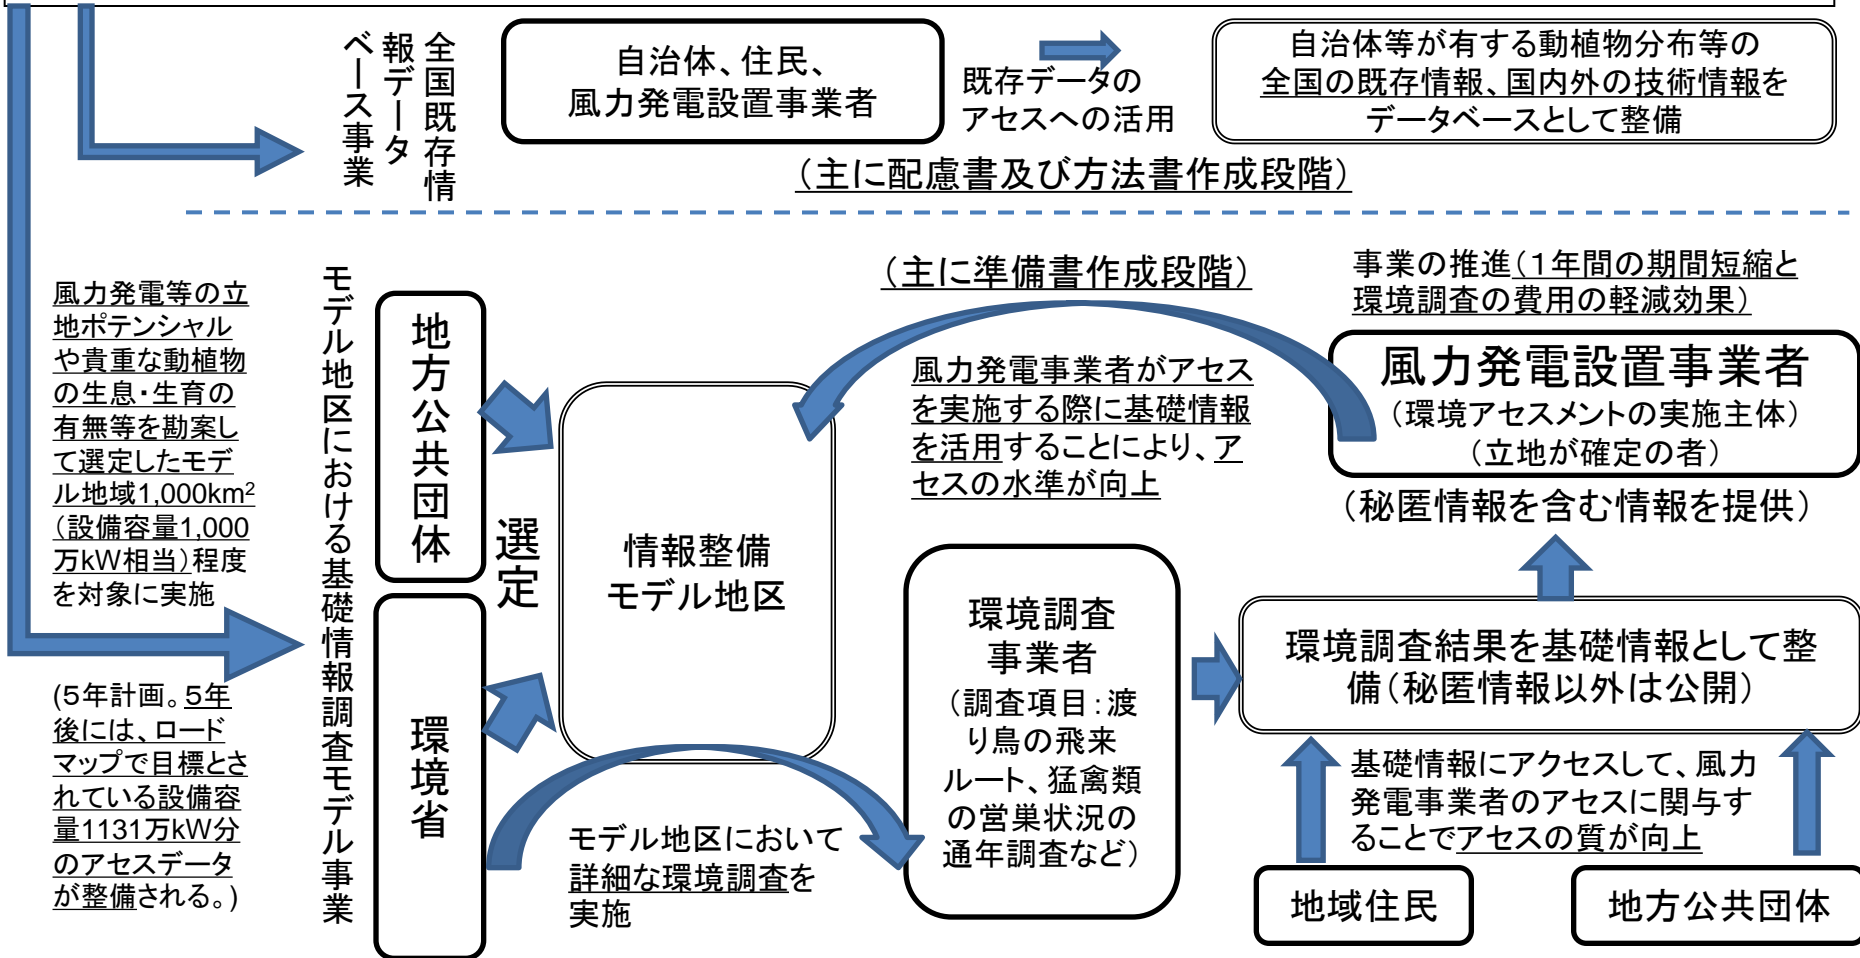 全国既存情
報データ
ベース事業
自治体、住民、
風力発電設置事業者
既存データの
アセスへの活用
自治体等が有する動植物分布等の
全国の既存情報、国内外の技術情報を
データベースとして整備
（主に配慮書及び方法書作成段階）
風力発電等の立
地ポテンシャル
や貴重な動植物
の生息・生育の
有無等を勘案し
て選定したモデ
ル地域1,000km²
（設備容量1,000
万kW相当）程度
を対象に実施
(５年計画。５年
後には、ロード
マップで目標とさ
れている設備容
量1131万kW分
のアセスデータ
が整備される。)
モデル地区における基礎情報調査モデル事業
地方公共団体
環境省
選定
情報整備
モデル地区
モデル地区において
詳細な環境調査を
実施
（主に準備書作成段階）
風力発電事業者がアセス
を実施する際に基礎情報
を活用することにより、ア
セスの水準が向上
環境調査
事業者
（調査項目：渡
り鳥の飛来
ルート、猛禽類
の営巣状況の
通年調査など）
事業の推進（１年間の期間短縮と
環境調査の費用の軽減効果）
風力発電設置事業者
（環境アセスメントの実施主体）
（立地が確定の者）
（秘匿情報を含む情報を提供）
環境調査結果を基礎情報として整
備（秘匿情報以外は公開）
基礎情報にアクセスして、風力
発電事業者のアセスに関与す
ることでアセスの質が向上
地域住民
地方公共団体